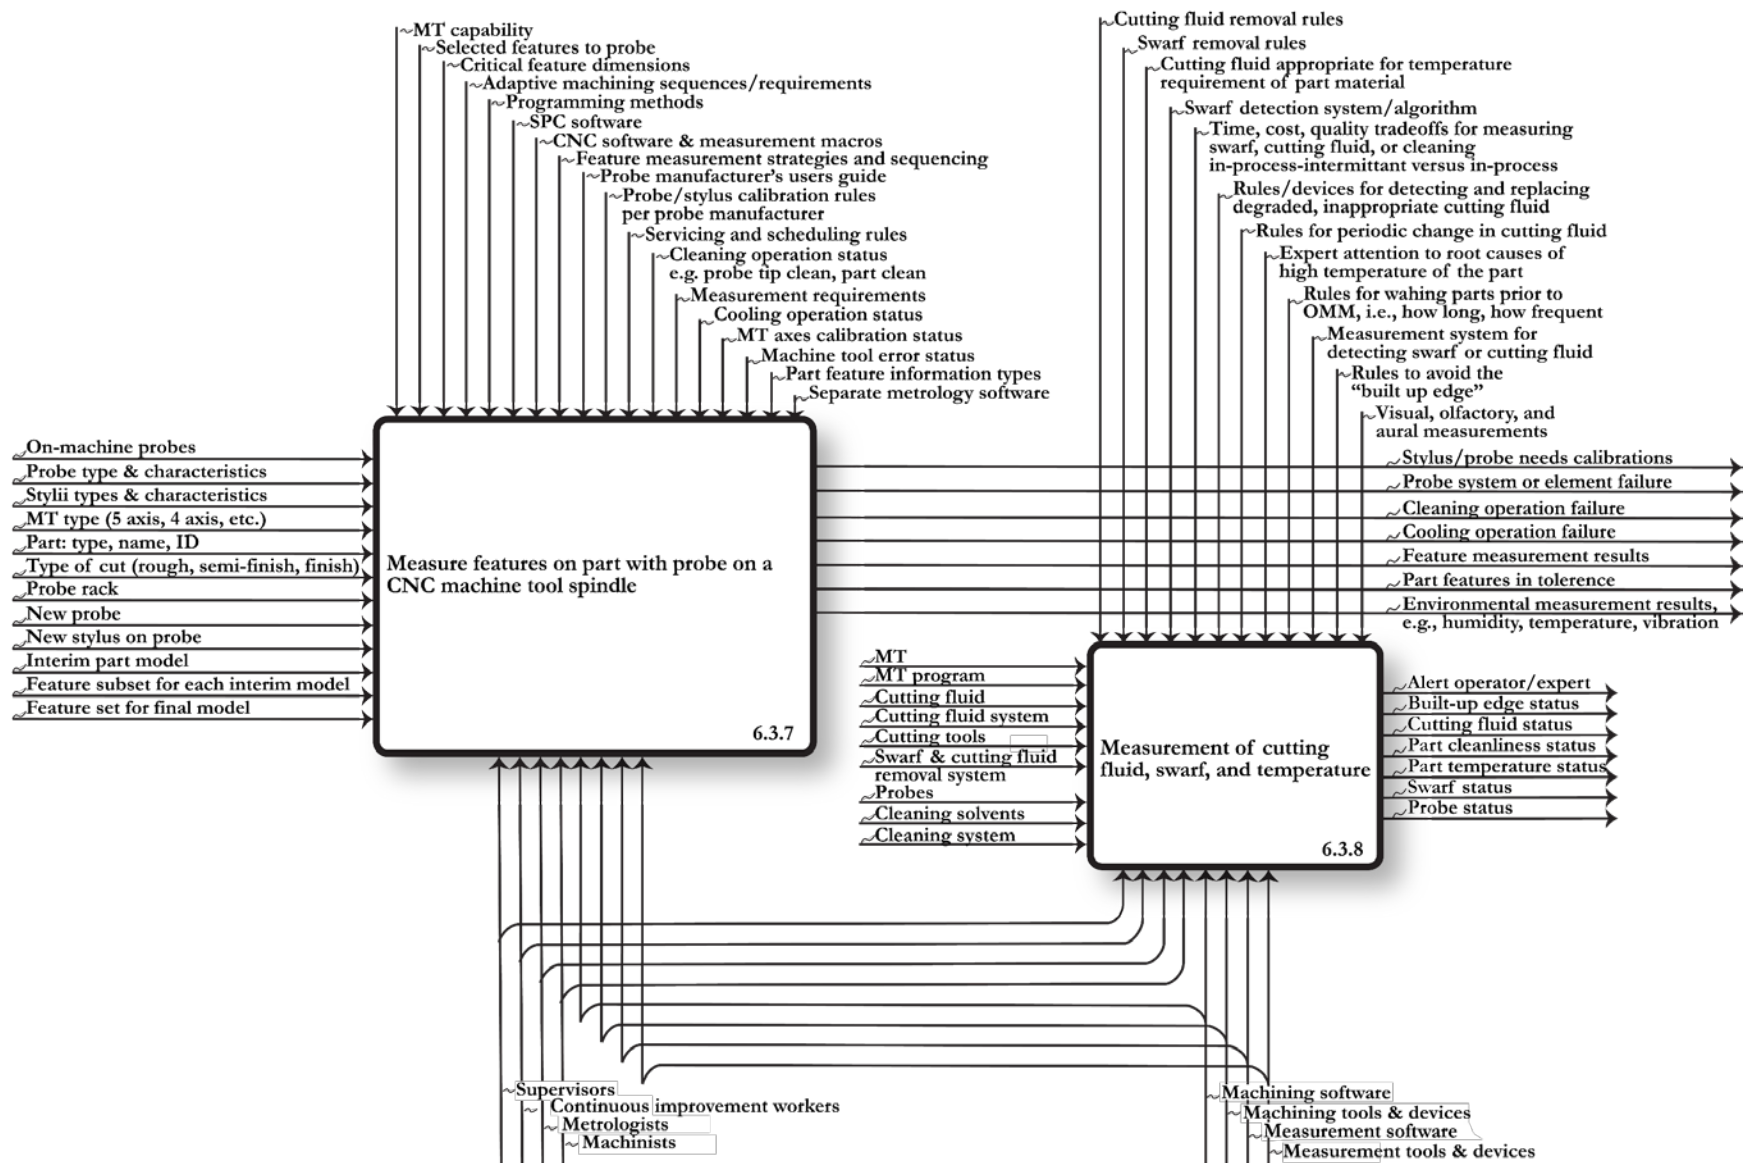 MT capability
Selected features to probe
Critical feature dimensions
Adaptive machining sequences/requirements
Programming methods
SPC software
CNC software & measurement macros
Feature measurement strategies and sequencing
Probe manufacturer's users guide
Probe/stylus calibration rules
per probe manufacturer
Servicing and scheduling rules
Cleaning operation status
e.g. probe tip clean, part clean
Measurement requirements
Cooling operation status
MT axes calibration status
Machine tool error status
Part feature information types
Separate metrology software
Cutting fluid removal rules
Swarf removal rules
Cutting fluid appropriate for temperature
requirement of part material
Swarf detection system/algorithm
Time, cost, quality tradeoffs for measuring
swarf, cutting fluid, or cleaning
in-process-intermittant versus in-process
Rules/devices for detecting and replacing
degraded, inappropriate cutting fluid
Rules for periodic change in cutting fluid
Expert attention to root causes of
high temperature of the part
Rules for wahing parts prior to
OMM, i.e., how long, how frequent
Measurement system for
detecting swarf or cutting fluid
Rules to avoid the
"built up edge"
Visual, olfactory, and
aural measurements
On-machine probes
Probe type & characteristics
Stylii types & characteristics
MT type (5 axis, 4 axis, etc.)
Part: type, name, ID
Type of cut (rough, semi-finish, finish)
Probe rack
New probe
New stylus on probe
Interim part model
Feature subset for each interim model
Feature set for final model
Measure features on part with probe on a
CNC machine tool spindle
6.3.7
Stylus/probe needs calibrations
Probe system or element failure
Cleaning operation failure
Cooling operation failure
Feature measurement results
Part features in tolerence
Environmental measurement results,
e.g., humidity, temperature, vibration
MT
MT program
Cutting fluid
Cutting fluid system
Cutting tools
Swarf & cutting fluid
removal system
Probes
Cleaning solvents
Cleaning system
Measurement of cutting
fluid, swarf, and temperature
6.3.8
Alert operator/expert
Built-up edge status
Cutting fluid status
Part cleanliness status
Part temperature status
Swarf status
Probe status
Supervisors
Continuous improvement workers
Metrologists
Machinists
Machining software
Machining tools & devices
Measurement software
Measurement tools & devices